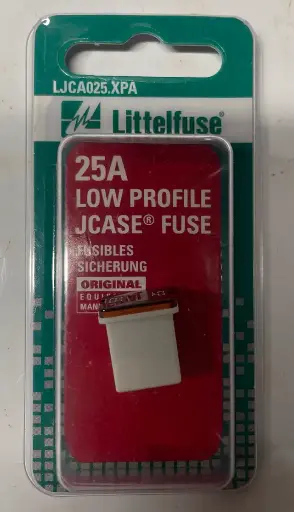 LJCA025.XPA
Littelfuse®
25A
LOW PROFILE
JCASE® FUSE
FUSIBLES
SICHERUNG
ORIGINAL